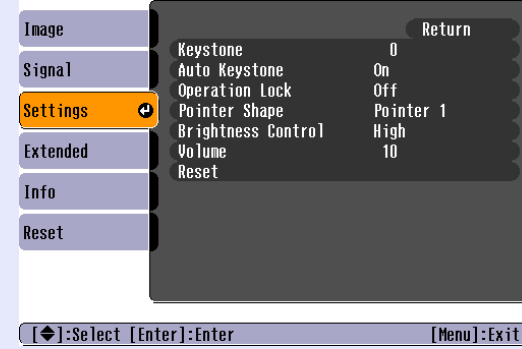 Image
Signal
Settings
Extended
Info
Reset
Return
Keystone 0
Auto Keystone On
Operation Lock Off
Pointer Shape Pointer 1
Brightness Control High
Volume 10
Reset
[◆]:Select [Enter]:Enter [Menu]:Exit